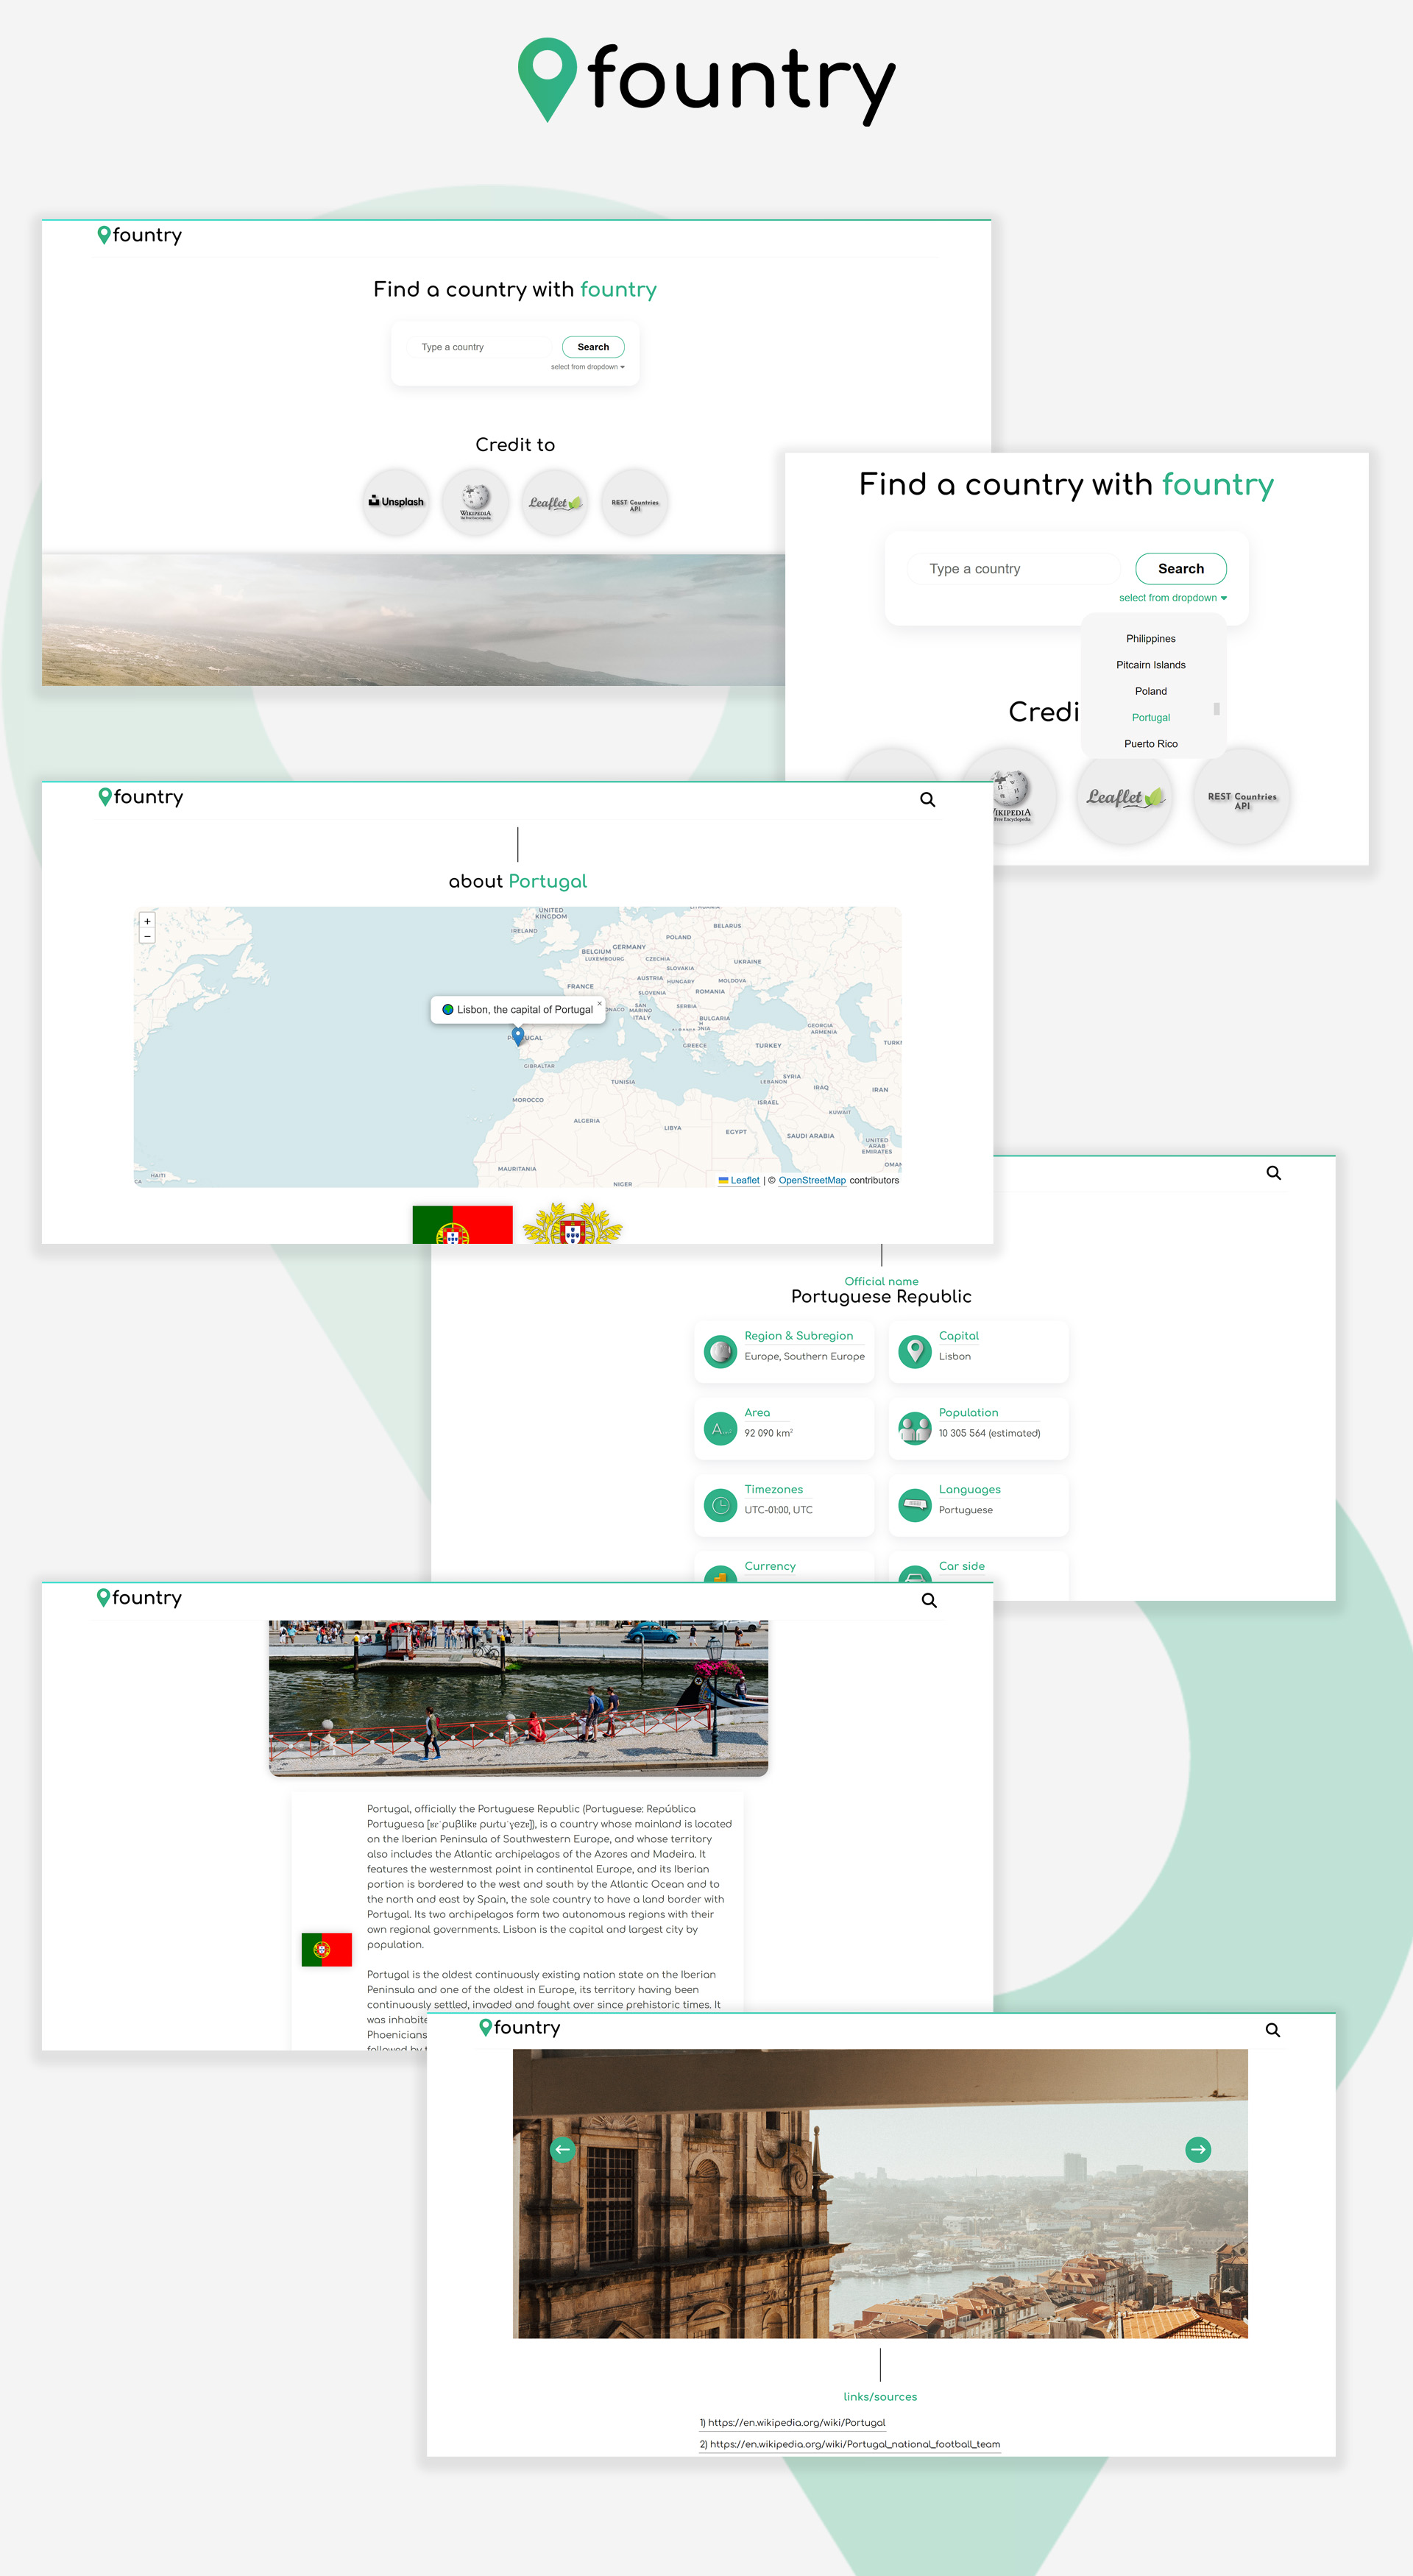 fountry
fountry
Find a country with fountry
Type a country
Search
select from dropdown
Credit to
Unsplash
WIKIPEDIA
The Free Encyclopedia
Leaflet
REST Countries
API
Find a country with fountry
Type a country
Search
select from dropdown
Philippines
Pitcairn Islands
Poland
Portugal
Puerto Rico
Credi
IKIPEDIA
Free Encyclopedia
Leaflet
REST Countries
API
fountry
about Portugal
+
−
UNITED
KINGDOM
IRELAND
BELARUS
POLAND
GERMANY
BELGIUM
LUXEMBOURG
CZECHIA
UKRAINE
SLOVAKIA
AUSTRIA
HUNGARY
MOLDOVA
FRANCE
SLOVENIA
ROMANIA
SAN
MARINO
ITALY
SERBIA
BULGARIA
Lisbon, the capital of Portugal
×
GEORGIA
ARMENIA
GREECE
TURKEY
GIBRALTAR
TUNISIA
SYRIA
LEBANON
IRAQ
IRAN
MOROCCO
ISRAEL
KUWAIT
ALGERIA
LIBYA
EGYPT
SAUDI ARABIA
UNITED
ARAB
EMIRATES
OMAN
HAITI
MAURITANIA
NIGER
Leaflet | © OpenStreetMap contributors
Official name
Portuguese Republic
Region & Subregion
Europe, Southern Europe
Capital
Lisbon
Area
92 090 km²
Population
10 305 564 (estimated)
Timezones
UTC-01:00, UTC
Languages
Portuguese
Currency
Car side
fountry
Portugal, officially the Portuguese Republic (Portuguese: República
Portuguesa [ʁɛˈpuβlikɐ puɾtuˈɣezɐ]), is a country whose mainland is located
on the Iberian Peninsula of Southwestern Europe, and whose territory
also includes the Atlantic archipelagos of the Azores and Madeira. It
features the westernmost point in continental Europe, and its Iberian
portion is bordered to the west and south by the Atlantic Ocean and to
the north and east by Spain, the sole country to have a land border with
Portugal. Its two archipelagos form two autonomous regions with their
own regional governments. Lisbon is the capital and largest city by
population.
Portugal is the oldest continuously existing nation state on the Iberian
Peninsula and one of the oldest in Europe, its territory having been
continuously settled, invaded and fought over since prehistoric times. It
was inhabite
Phoenicians
followed by
fountry
links/sources
1) https://en.wikipedia.org/wiki/Portugal
2) https://en.wikipedia.org/wiki/Portugal_national_football_team